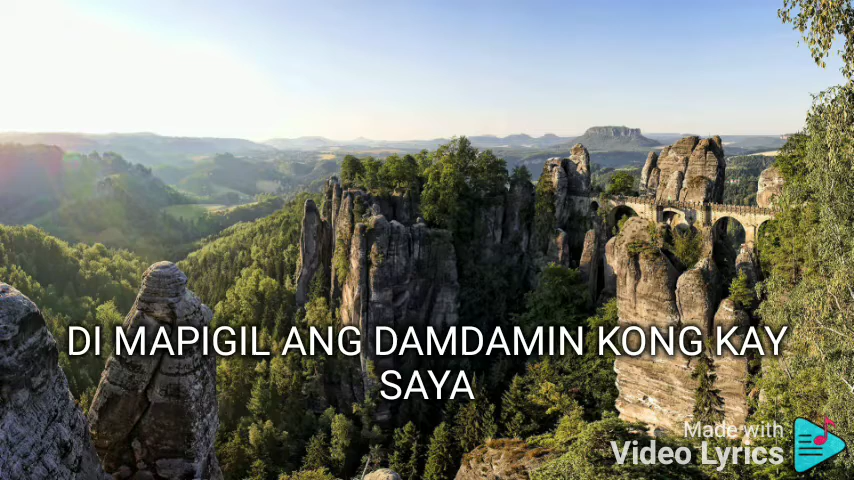 DI MAPIGIL ANG DAMDAMIN KONG KAY
SAYA
Made with
Video Lyrics